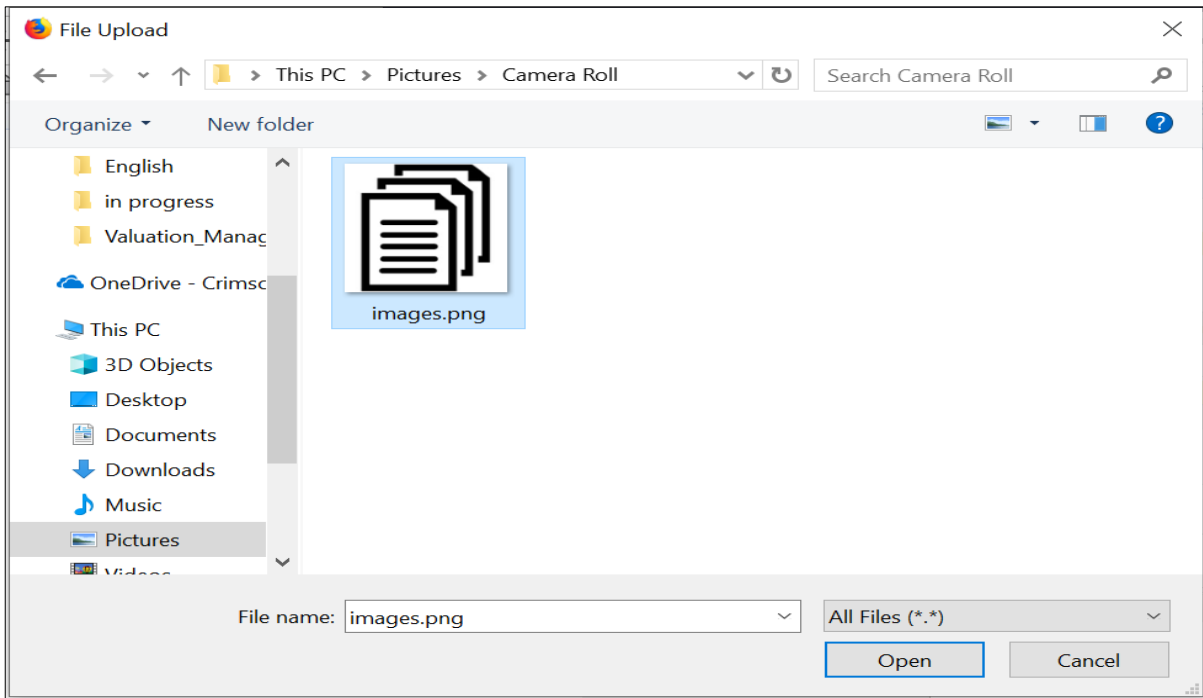 File Upload
This PC > Pictures > Camera Roll
Search Camera Roll
Organize
New folder
?
English
in progress
Valuation_Manag
OneDrive - Crimsc
This PC
3D Objects
Desktop
Documents
Downloads
Music
Pictures
Videos
images.png
File name: images.png
All Files (*.*)
Open
Cancel